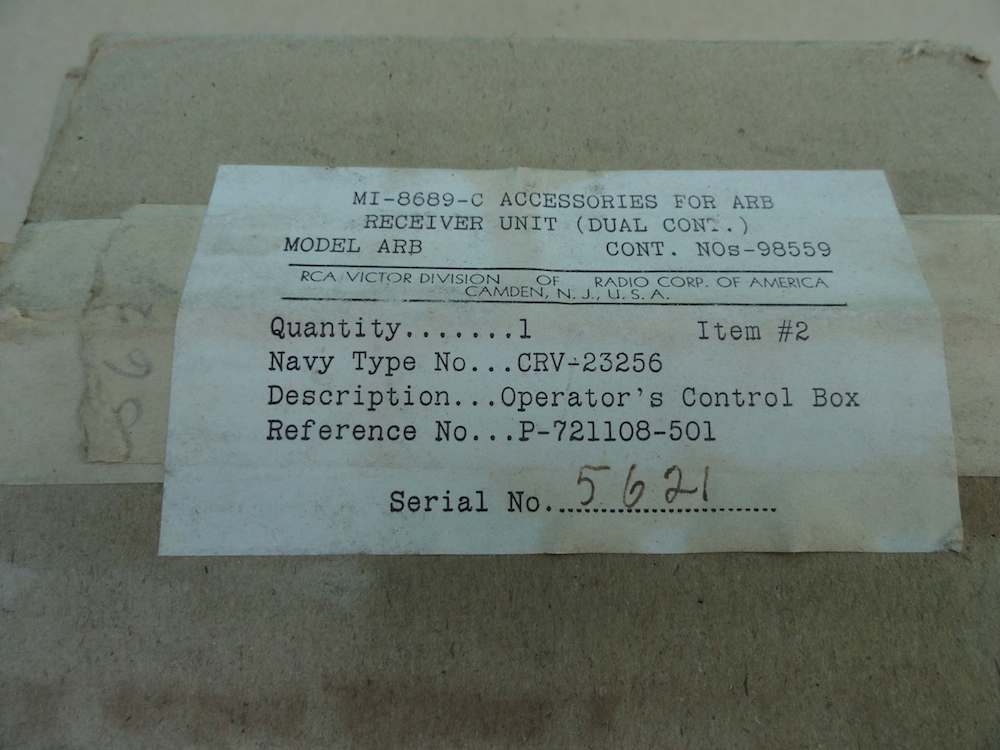 MI-8689-C ACCESSORIES FOR ARB
RECEIVER UNIT (DUAL CONT.)
MODEL ARB CONT. NOs-98559
RCA VICTOR DIVISION OF RADIO CORP. OF AMERICA
CAMDEN, N. J., U. S. A.
Quantity.......1 Item #2
Navy Type No...CRV-23256
Description...Operator's Control Box
Reference No...P-721108-501
Serial No. 5621